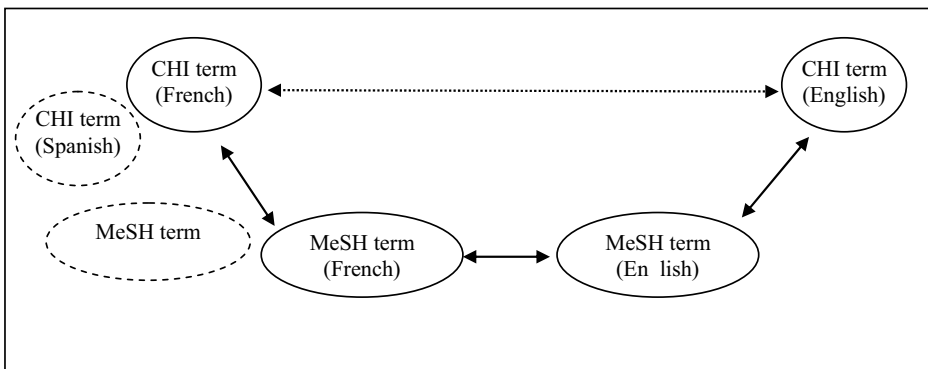 CHI term
(French)
CHI term
(English)
CHI term
(Spanish)
MeSH term
MeSH term
(French)
MeSH term
(En lish)